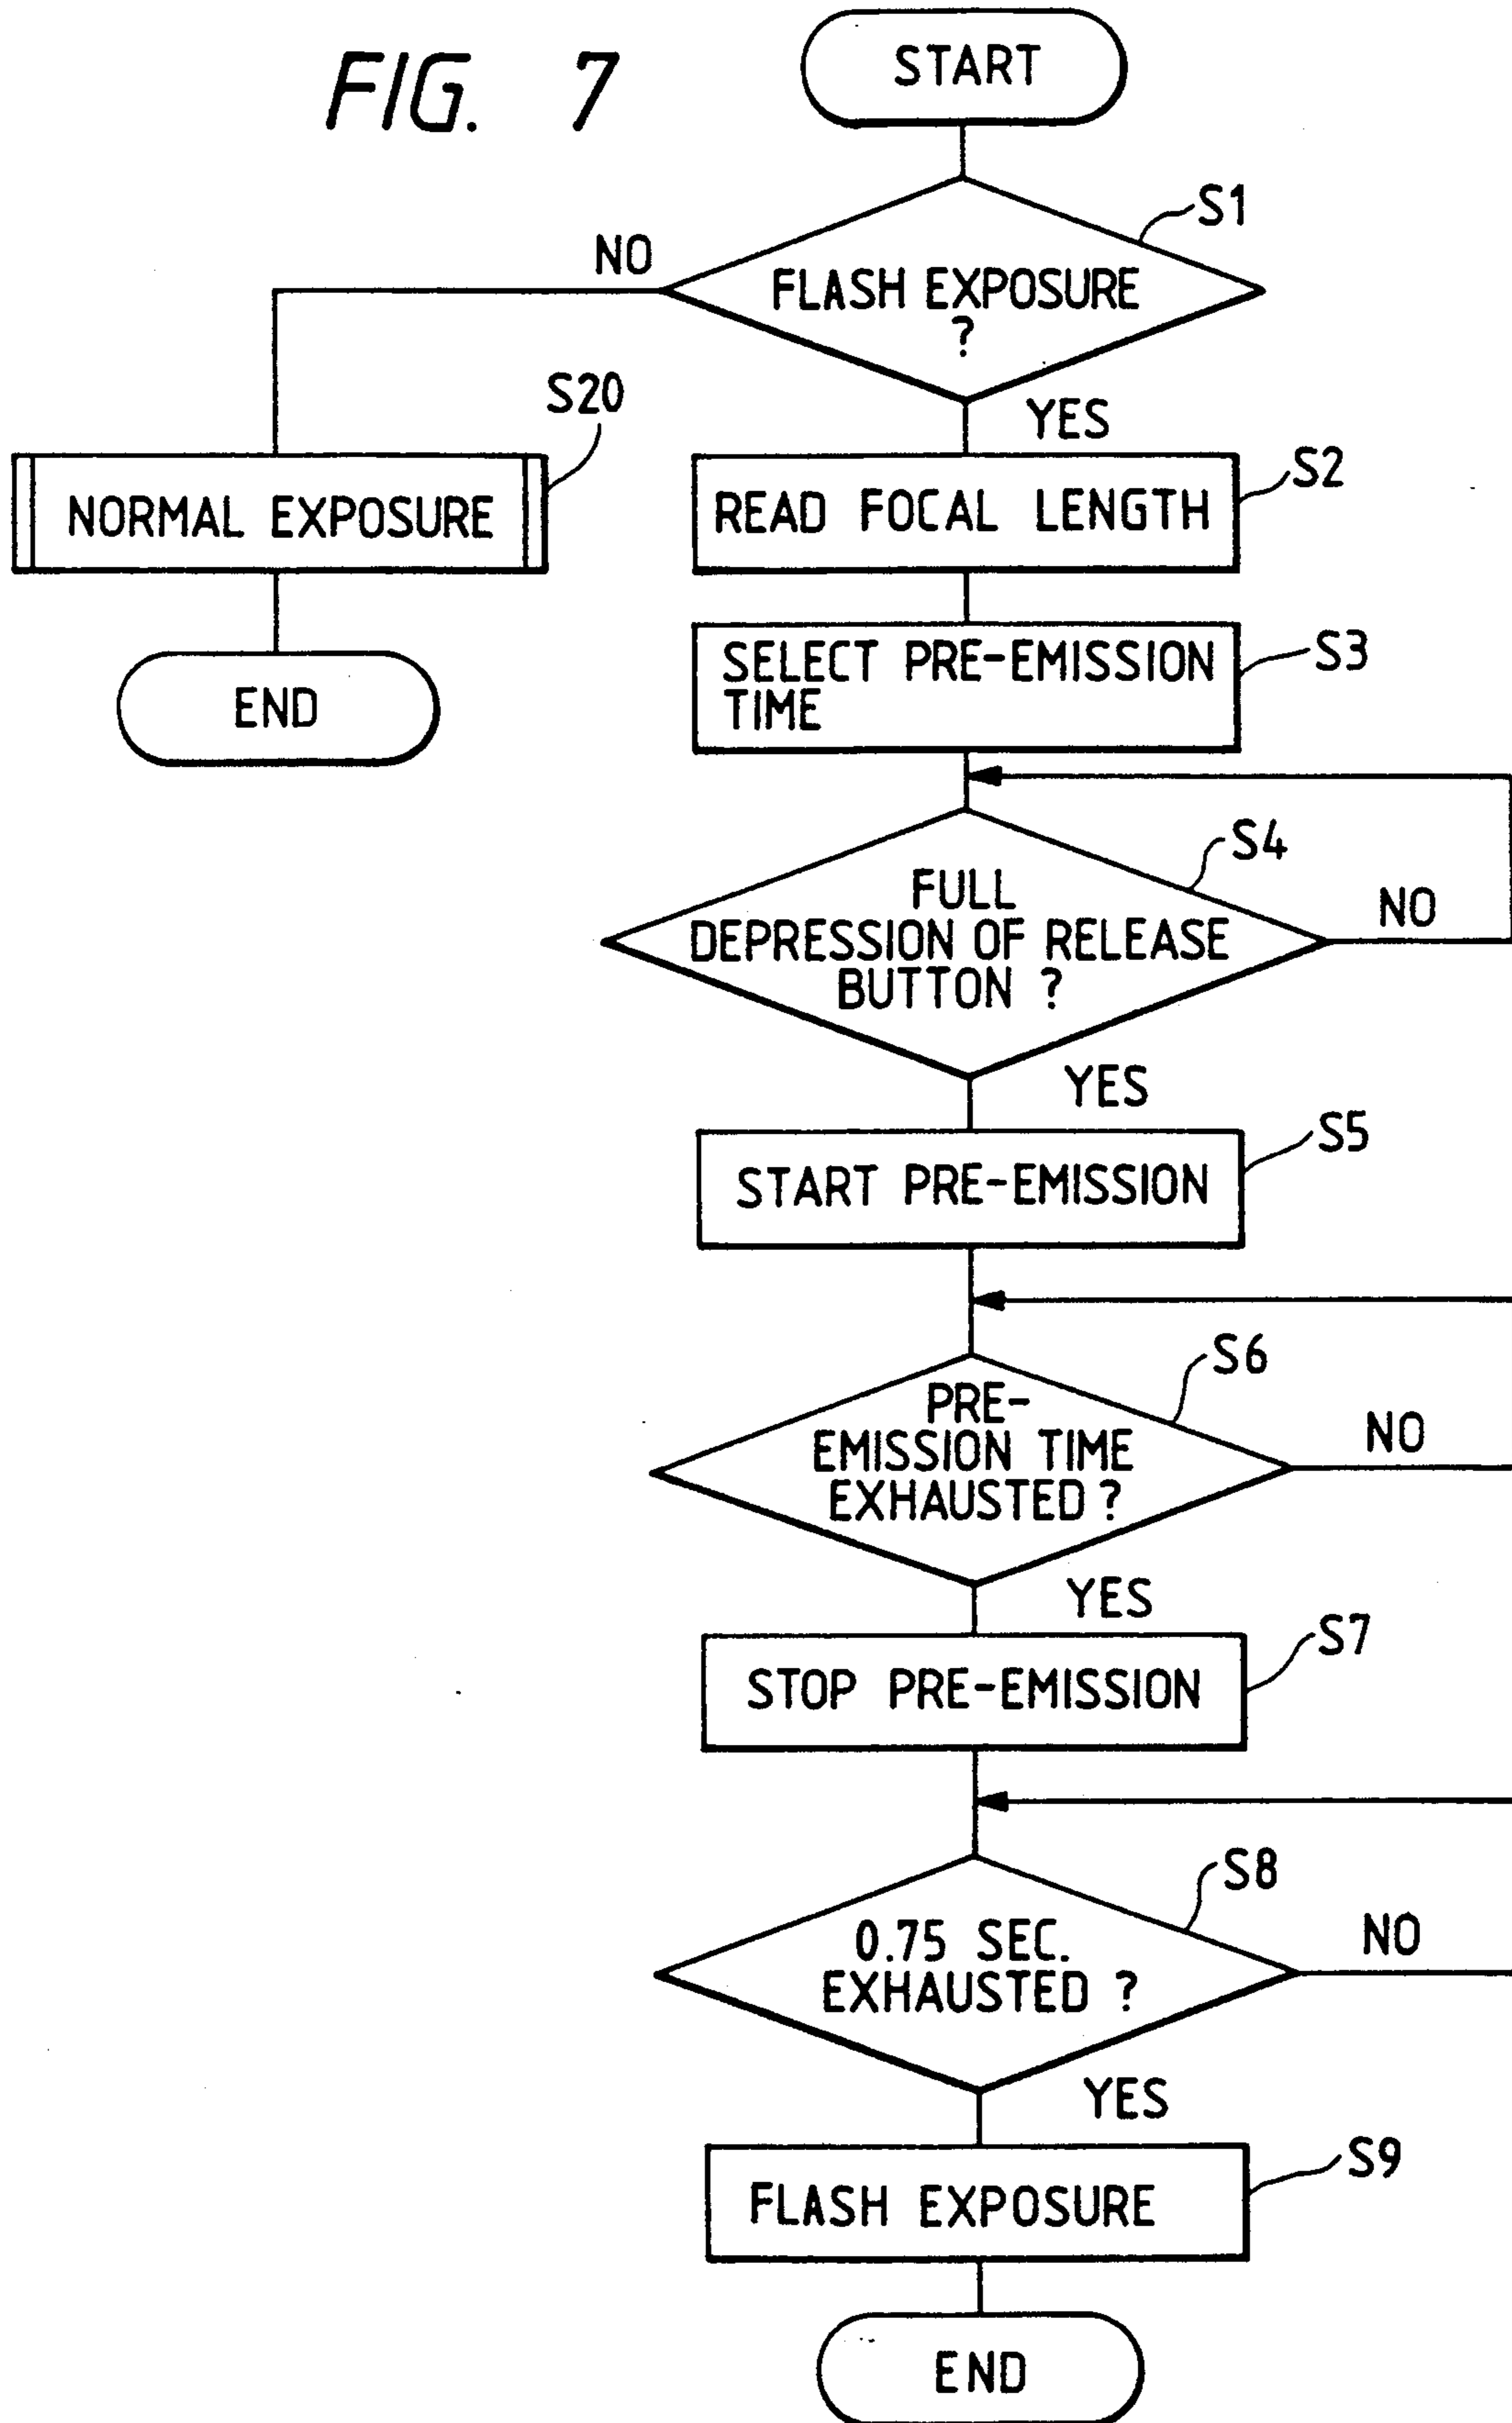 FIG. 7
START
S1
NO
FLASH EXPOSURE
?
S20
YES
NORMAL EXPOSURE
S2
READ FOCAL LENGTH
END
S3
SELECT PRE-EMISSION
TIME
S4
FULL
DEPRESSION OF RELEASE
BUTTON ?
NO
YES
S5
START PRE-EMISSION
S6
PRE-
EMISSION TIME
EXHAUSTED ?
NO
YES
S7
STOP PRE-EMISSION
S8
0.75 SEC.
EXHAUSTED ?
NO
YES
S9
FLASH EXPOSURE
END